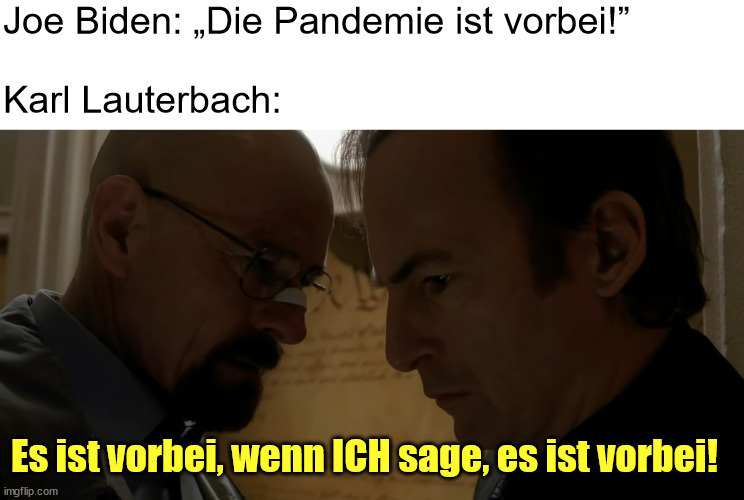 Joe Biden: „Die Pandemie ist vorbei!”
Karl Lauterbach:
Es ist vorbei, wenn ICH sage, es ist vorbei!
imgflip.com